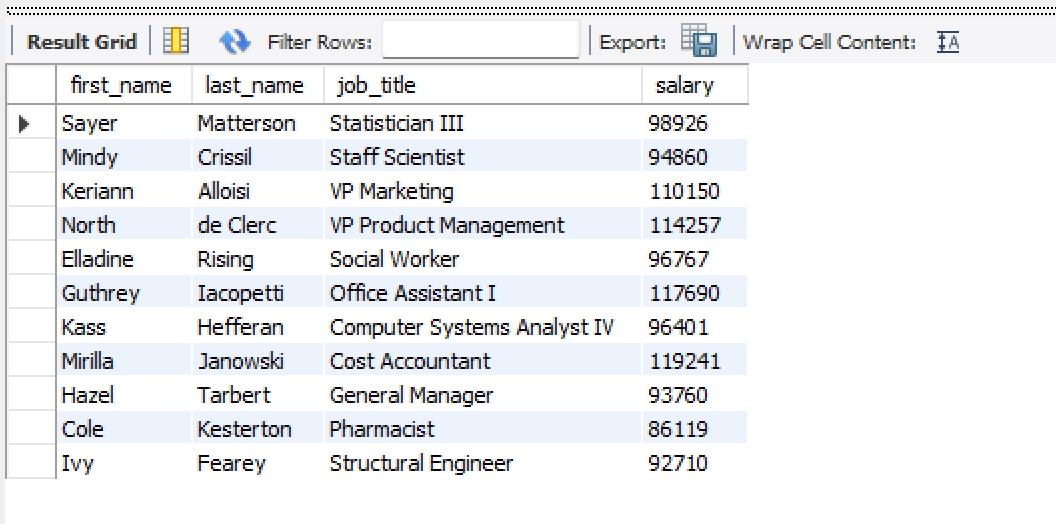 Result Grid Filter Rows: Export: Wrap Cell Content: IA
first_name last_name job_title salary
Sayer Matterson Statistician III 98926
Mindy Crissil Staff Scientist 94860
Keriann Alloisi VP Marketing 110150
North de Clerc VP Product Management 114257
Elladine Rising Social Worker 96767
Guthrey Iacopetti Office Assistant I 117690
Kass Hefferan Computer Systems Analyst IV 96401
Mirilla Janowski Cost Accountant 119241
Hazel Tarbert General Manager 93760
Cole Kesterton Pharmacist 86119
Ivy Fearey Structural Engineer 92710